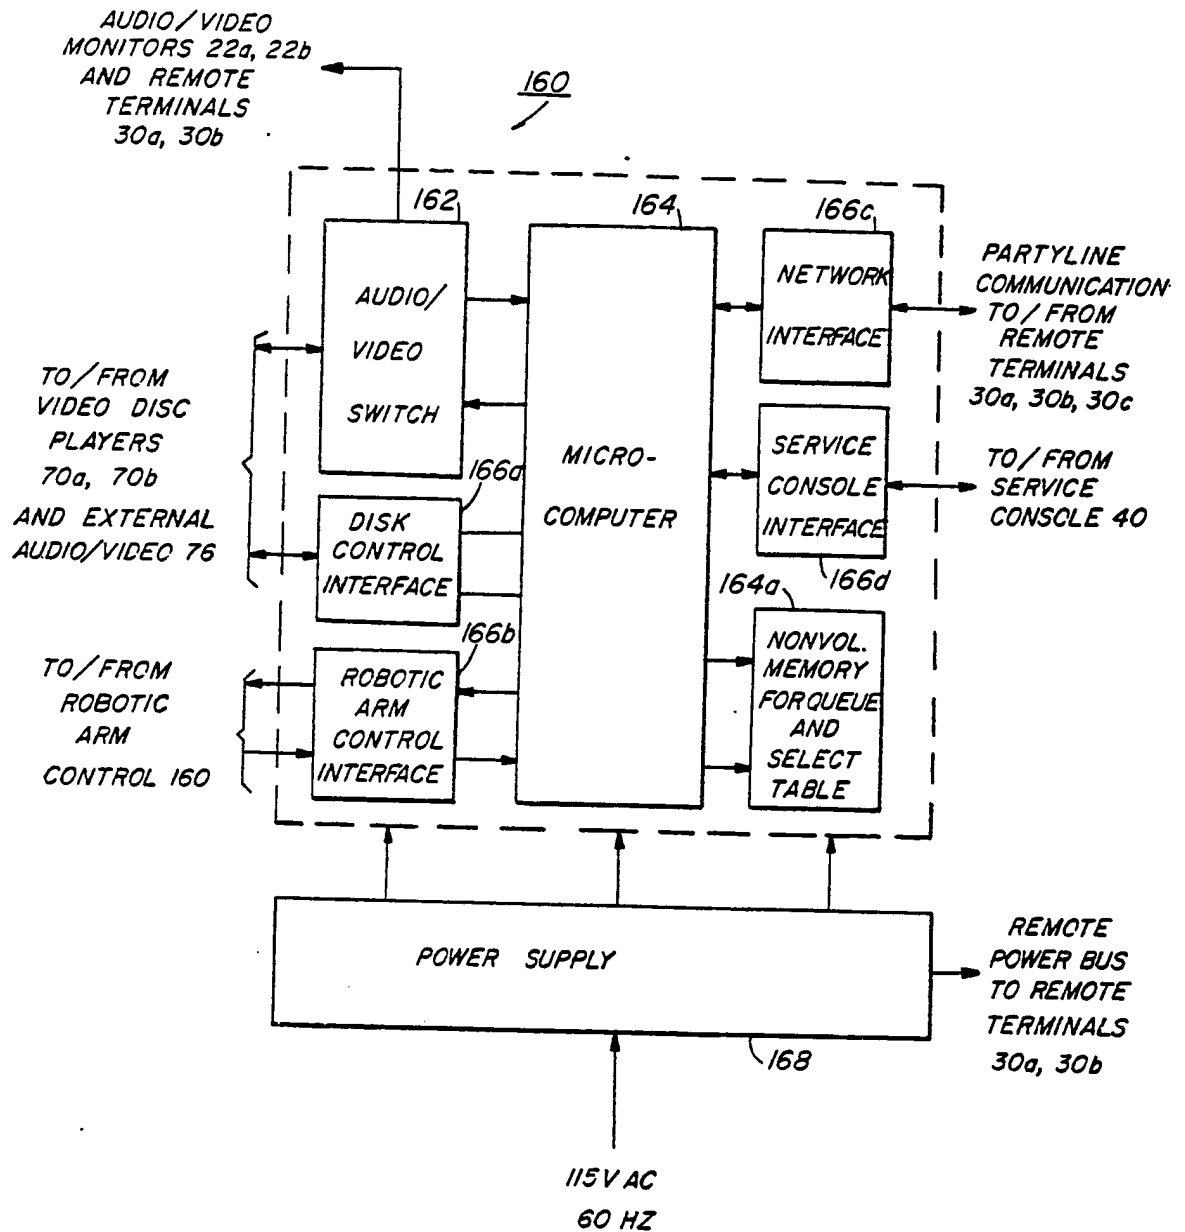 AUDIO/VIDEO
MONITORS 22a, 22b
AND REMOTE
TERMINALS
30a, 30b
160
162
164
166c
AUDIO/
VIDEO
SWITCH
NETWORK
INTERFACE
PARTYLINE
COMMUNICATION
TO/FROM
REMOTE
TERMINALS
30a, 30b, 30c
TO/FROM
VIDEO DISC
PLAYERS
70a, 70b
AND EXTERNAL
AUDIO/VIDEO 76
166a
DISK
CONTROL
INTERFACE
MICRO-
COMPUTER
SERVICE
CONSOLE
INTERFACE
166d
TO/FROM
SERVICE
CONSOLE 40
164a
166b
TO/FROM
ROBOTIC
ARM
CONTROL 160
ROBOTIC
ARM
CONTROL
INTERFACE
NONVOL.
MEMORY
FOR QUEUE
AND
SELECT
TABLE
POWER SUPPLY
168
REMOTE
POWER BUS
TO REMOTE
TERMINALS
30a, 30b
115V AC
60 HZ